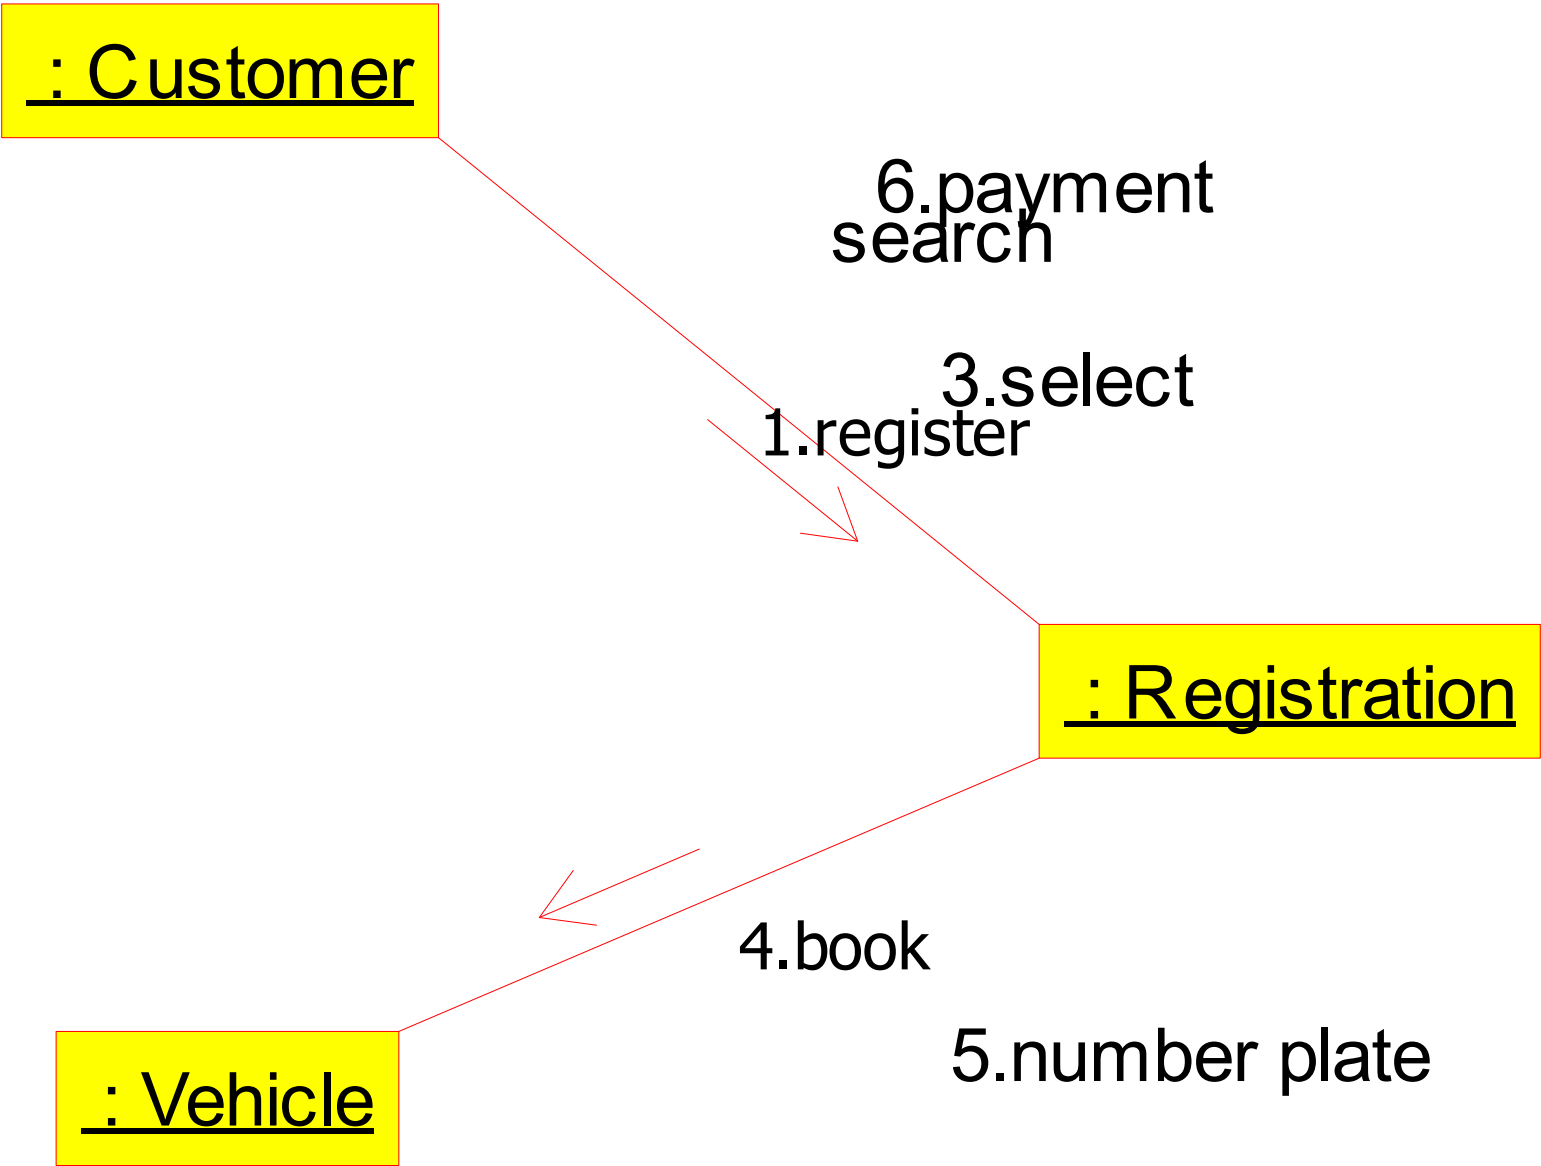 : Customer
6.payment
search
3.select
1.register
: Registration
4.book
5.number plate
: Vehicle